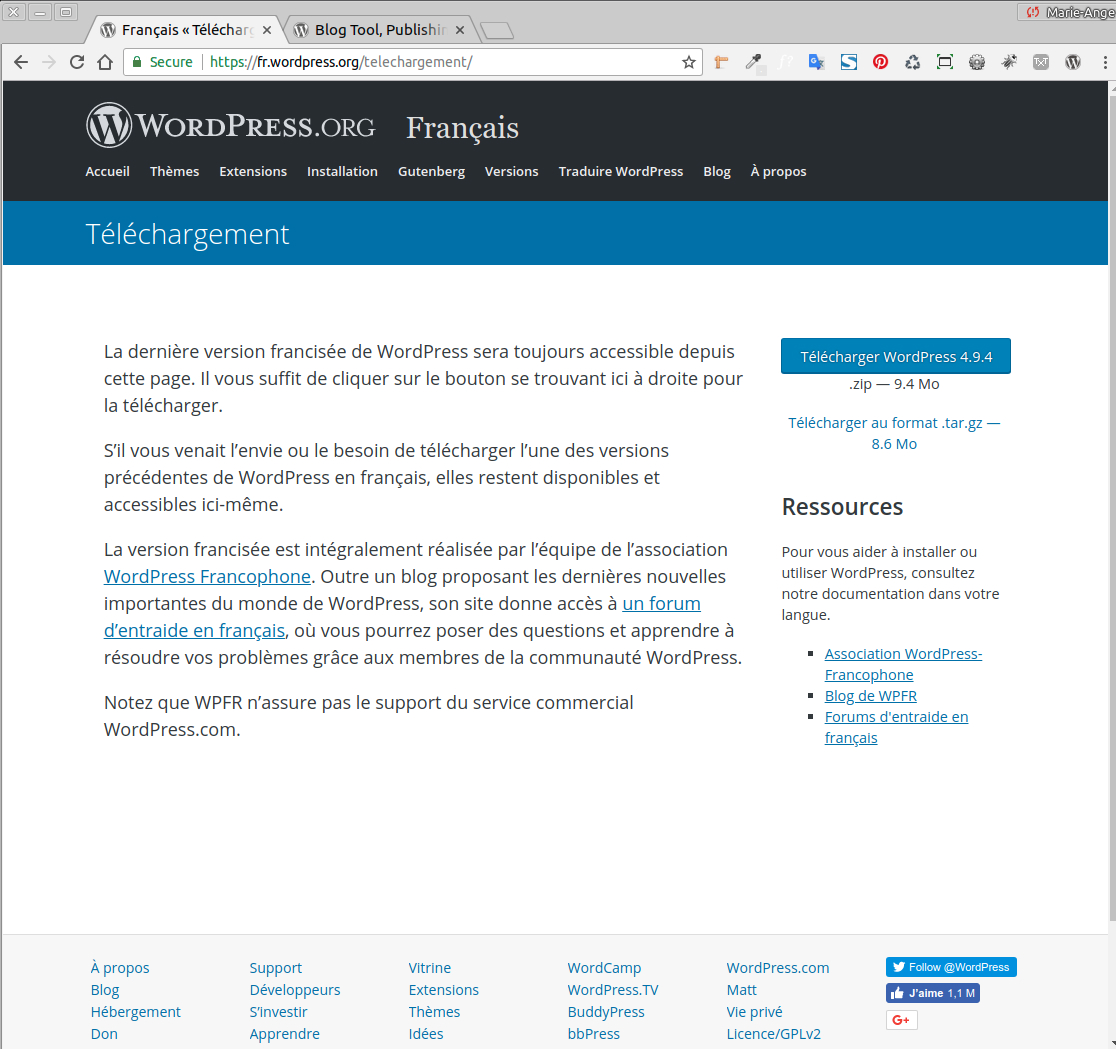 Marie-Ange
Français « Téléchar
Blog Tool, Publishin
Secure
https://fr.wordpress.org/telechargement/
WORDPRESS.ORG Français
Accueil Thèmes Extensions Installation Gutenberg Versions Traduire WordPress Blog À propos
Téléchargement
La dernière version francisée de WordPress sera toujours accessible depuis
cette page. Il vous suffit de cliquer sur le bouton se trouvant ici à droite pour
la télécharger.
S’il vous venait l’envie ou le besoin de télécharger l’une des versions
précédentes de WordPress en français, elles restent disponibles et
accessibles ici-même.
La version francisée est intégralement réalisée par l’équipe de l’association
WordPress Francophone. Outre un blog proposant les dernières nouvelles
importantes du monde de WordPress, son site donne accès à un forum
d’entraide en français, où vous pourrez poser des questions et apprendre à
résoudre vos problèmes grâce aux membres de la communauté WordPress.
Notez que WPFR n’assure pas le support du service commercial
WordPress.com.
Télécharger WordPress 4.9.4
.zip — 9.4 Mo
Télécharger au format .tar.gz —
8.6 Mo
Ressources
Pour vous aider à installer ou
utiliser WordPress, consultez
notre documentation dans votre
langue.
Association WordPress-
Francophone
Blog de WPFR
Forums d'entraide en
français
À propos
Blog
Hébergement
Don
Support
Développeurs
S’investir
Apprendre
Vitrine
Extensions
Thèmes
Idées
WordCamp
WordPress.TV
BuddyPress
bbPress
WordPress.com
Matt
Vie privé
Licence/GPLv2
Follow @WordPress
J'aime 1,1 M
G+